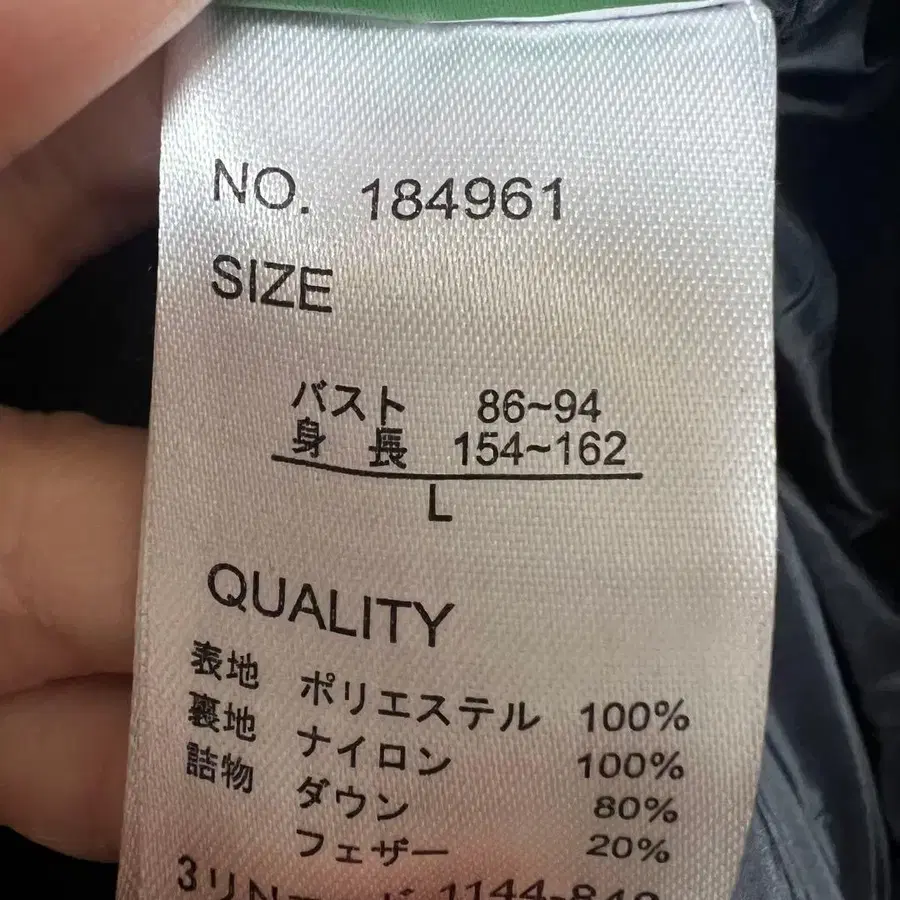 NO. 184961
SIZE
バスト 86~94
身 長 154~162
L
QUALITY
表地 ポリエステル 100%
裏地 ナイロン 100%
詰物 ダウン 80%
フェザー 20%